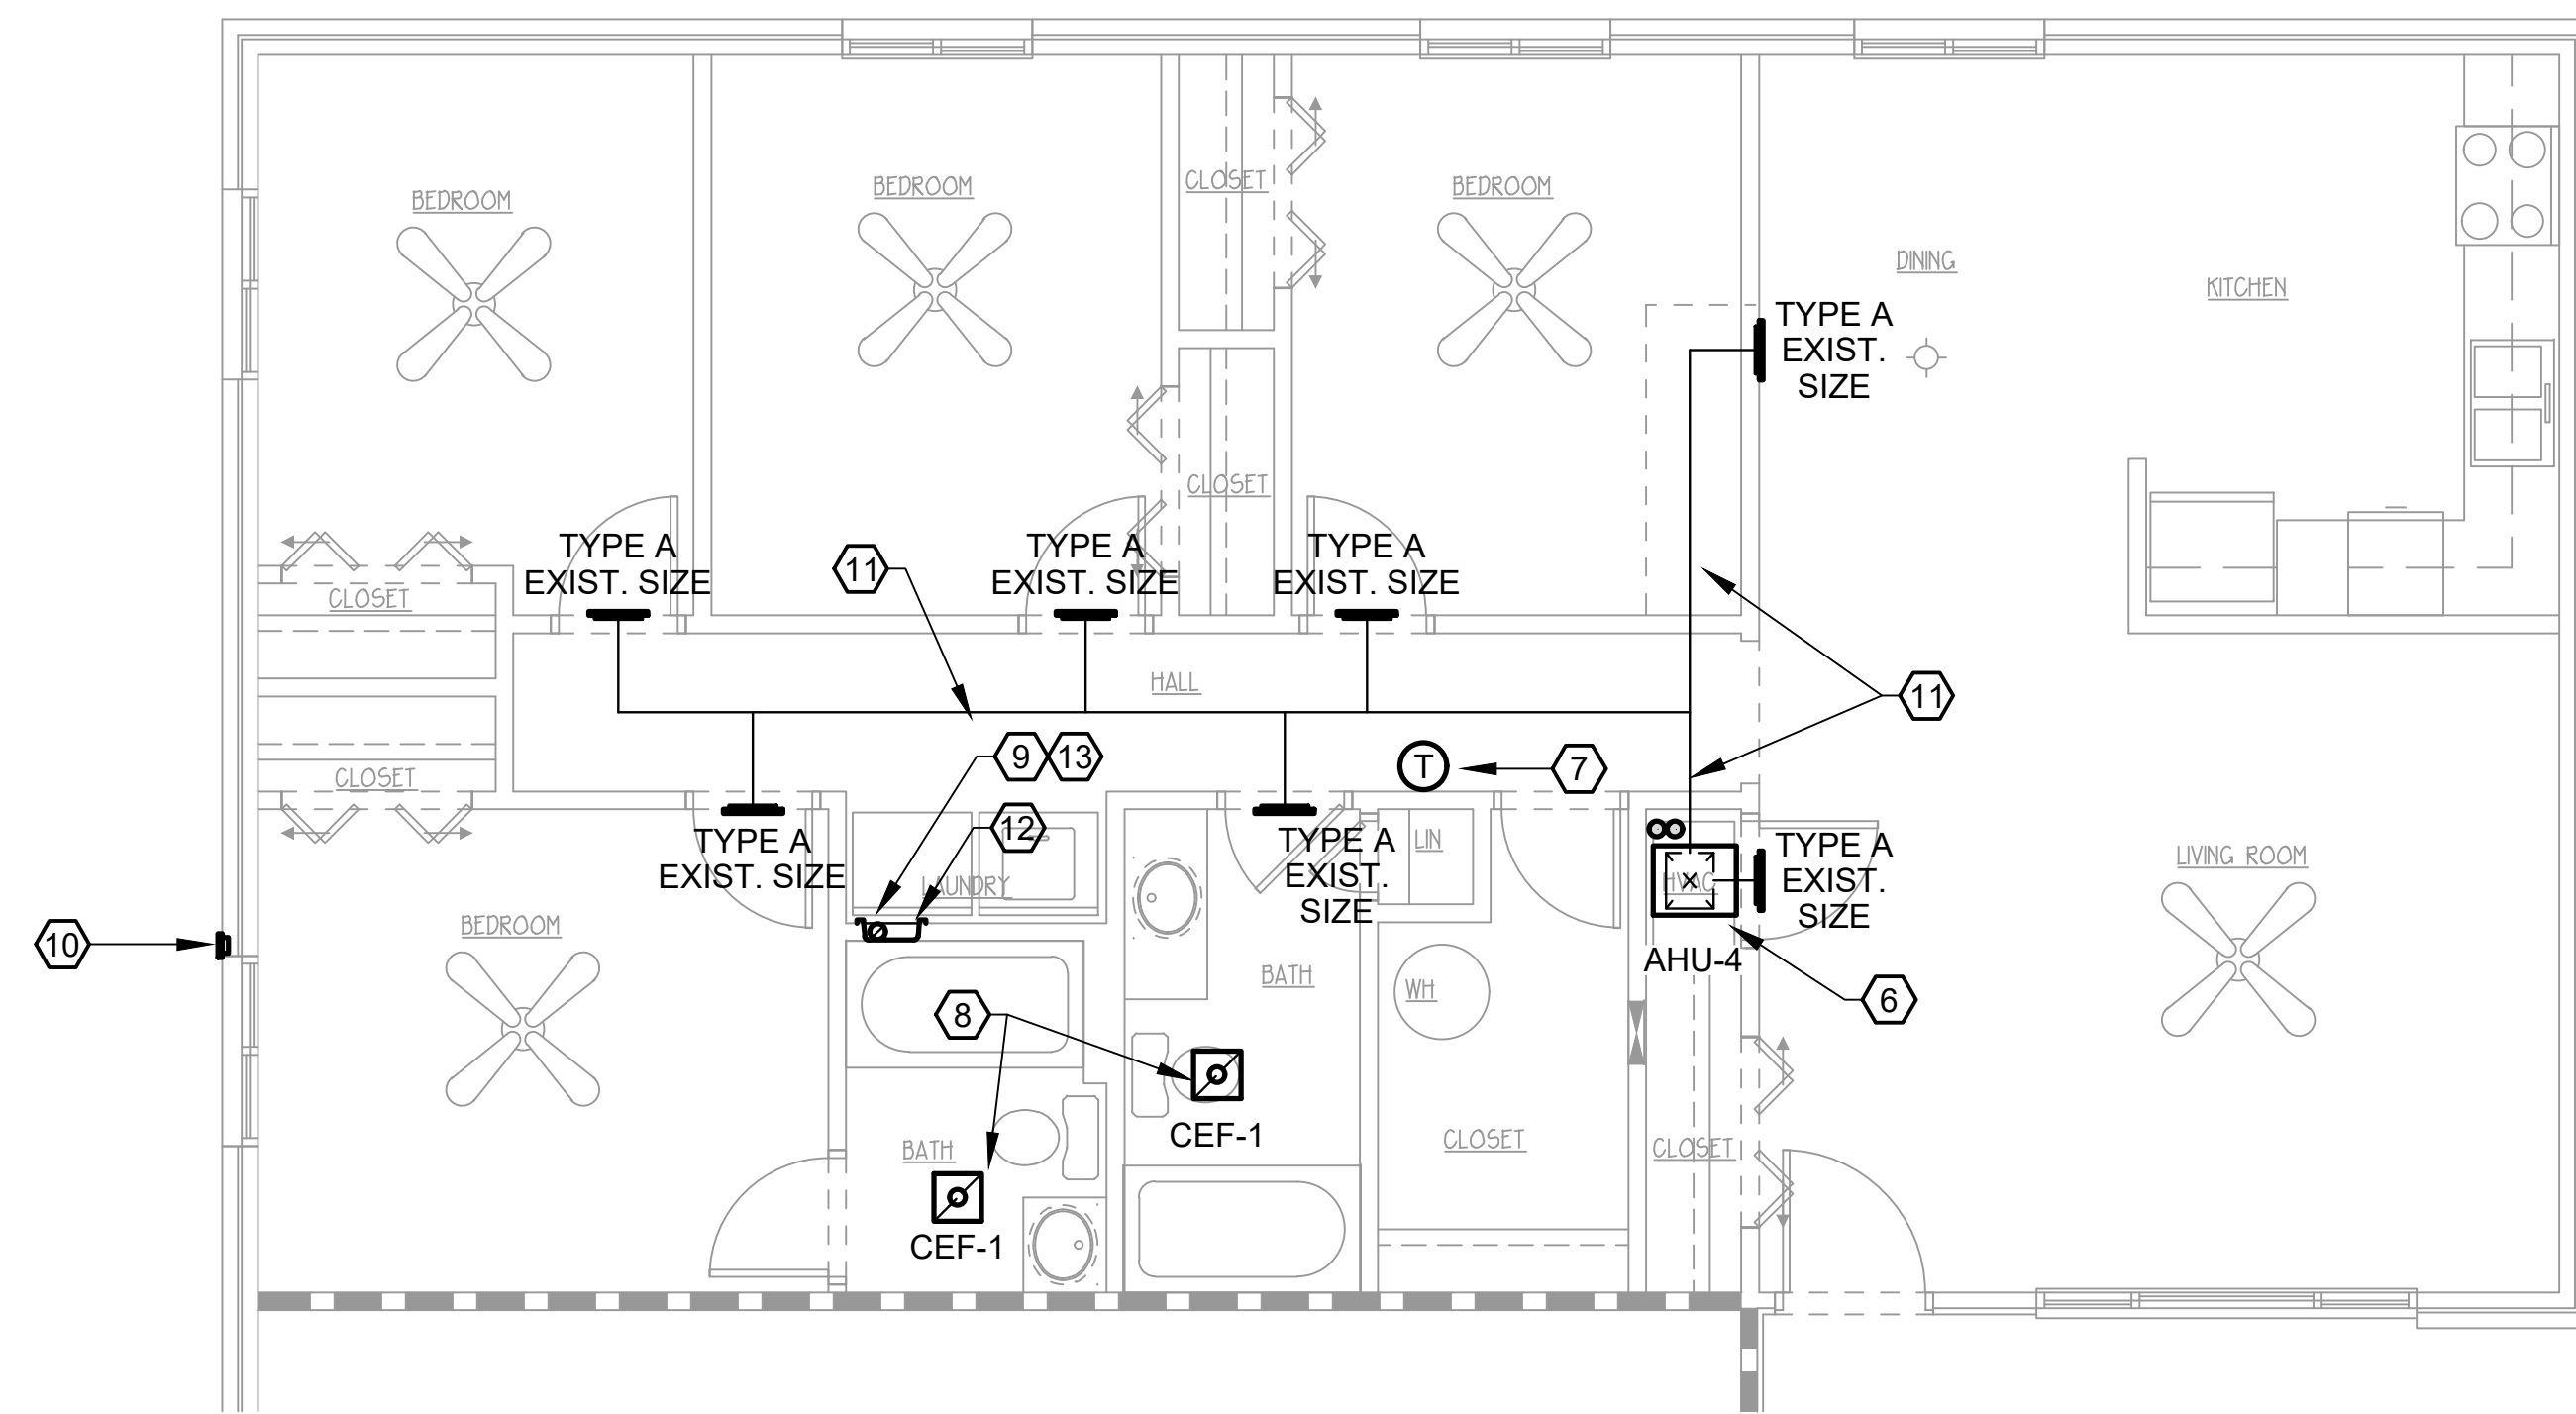 BEDROOM
BEDROOM
CLOSET
BEDROOM
DINING
KITCHEN
TYPE A
EXIST.
SIZE
CLOSET
TYPE A
EXIST. SIZE
11
TYPE A
EXIST. SIZE
TYPE A
EXIST. SIZE
CLOSET
HALL
11
CLOSET
9
13
T
7
12
TYPE A
EXIST. SIZE
LAUNDRY
TYPE A
EXIST.
SIZE
LIN
HVAC
TYPE A
EXIST.
SIZE
LIVING ROOM
BEDROOM
10
AHU-4
BATH
WH
6
8
CEF-1
BATH
CLOSET
CLOSET
CEF-1